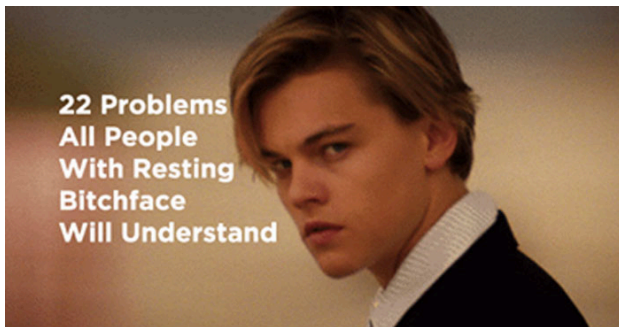 22 Problems
All People
With Resting
Bitchface
Will Understand